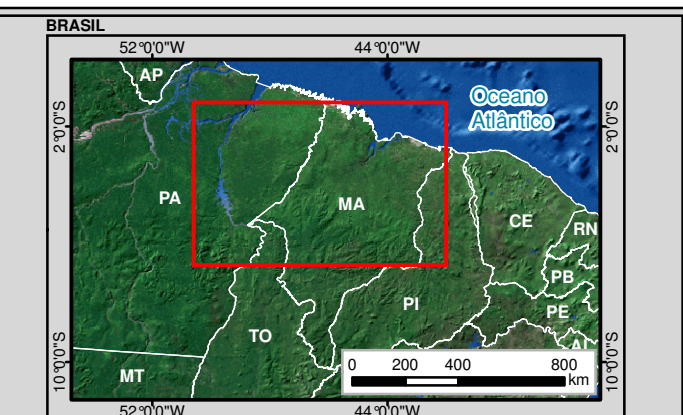 BRASIL
52°0'0"W 44°0'0"W
AP
Oceano
Atlântico
2°0'0"S 2°0'0"S
PA
MA
CE
RN
PB
PE
PI
TO
AL
MT
10°0'0"S 10°0'0"S
0 200 400 800
km
52°0'0"W 44°0'0"W